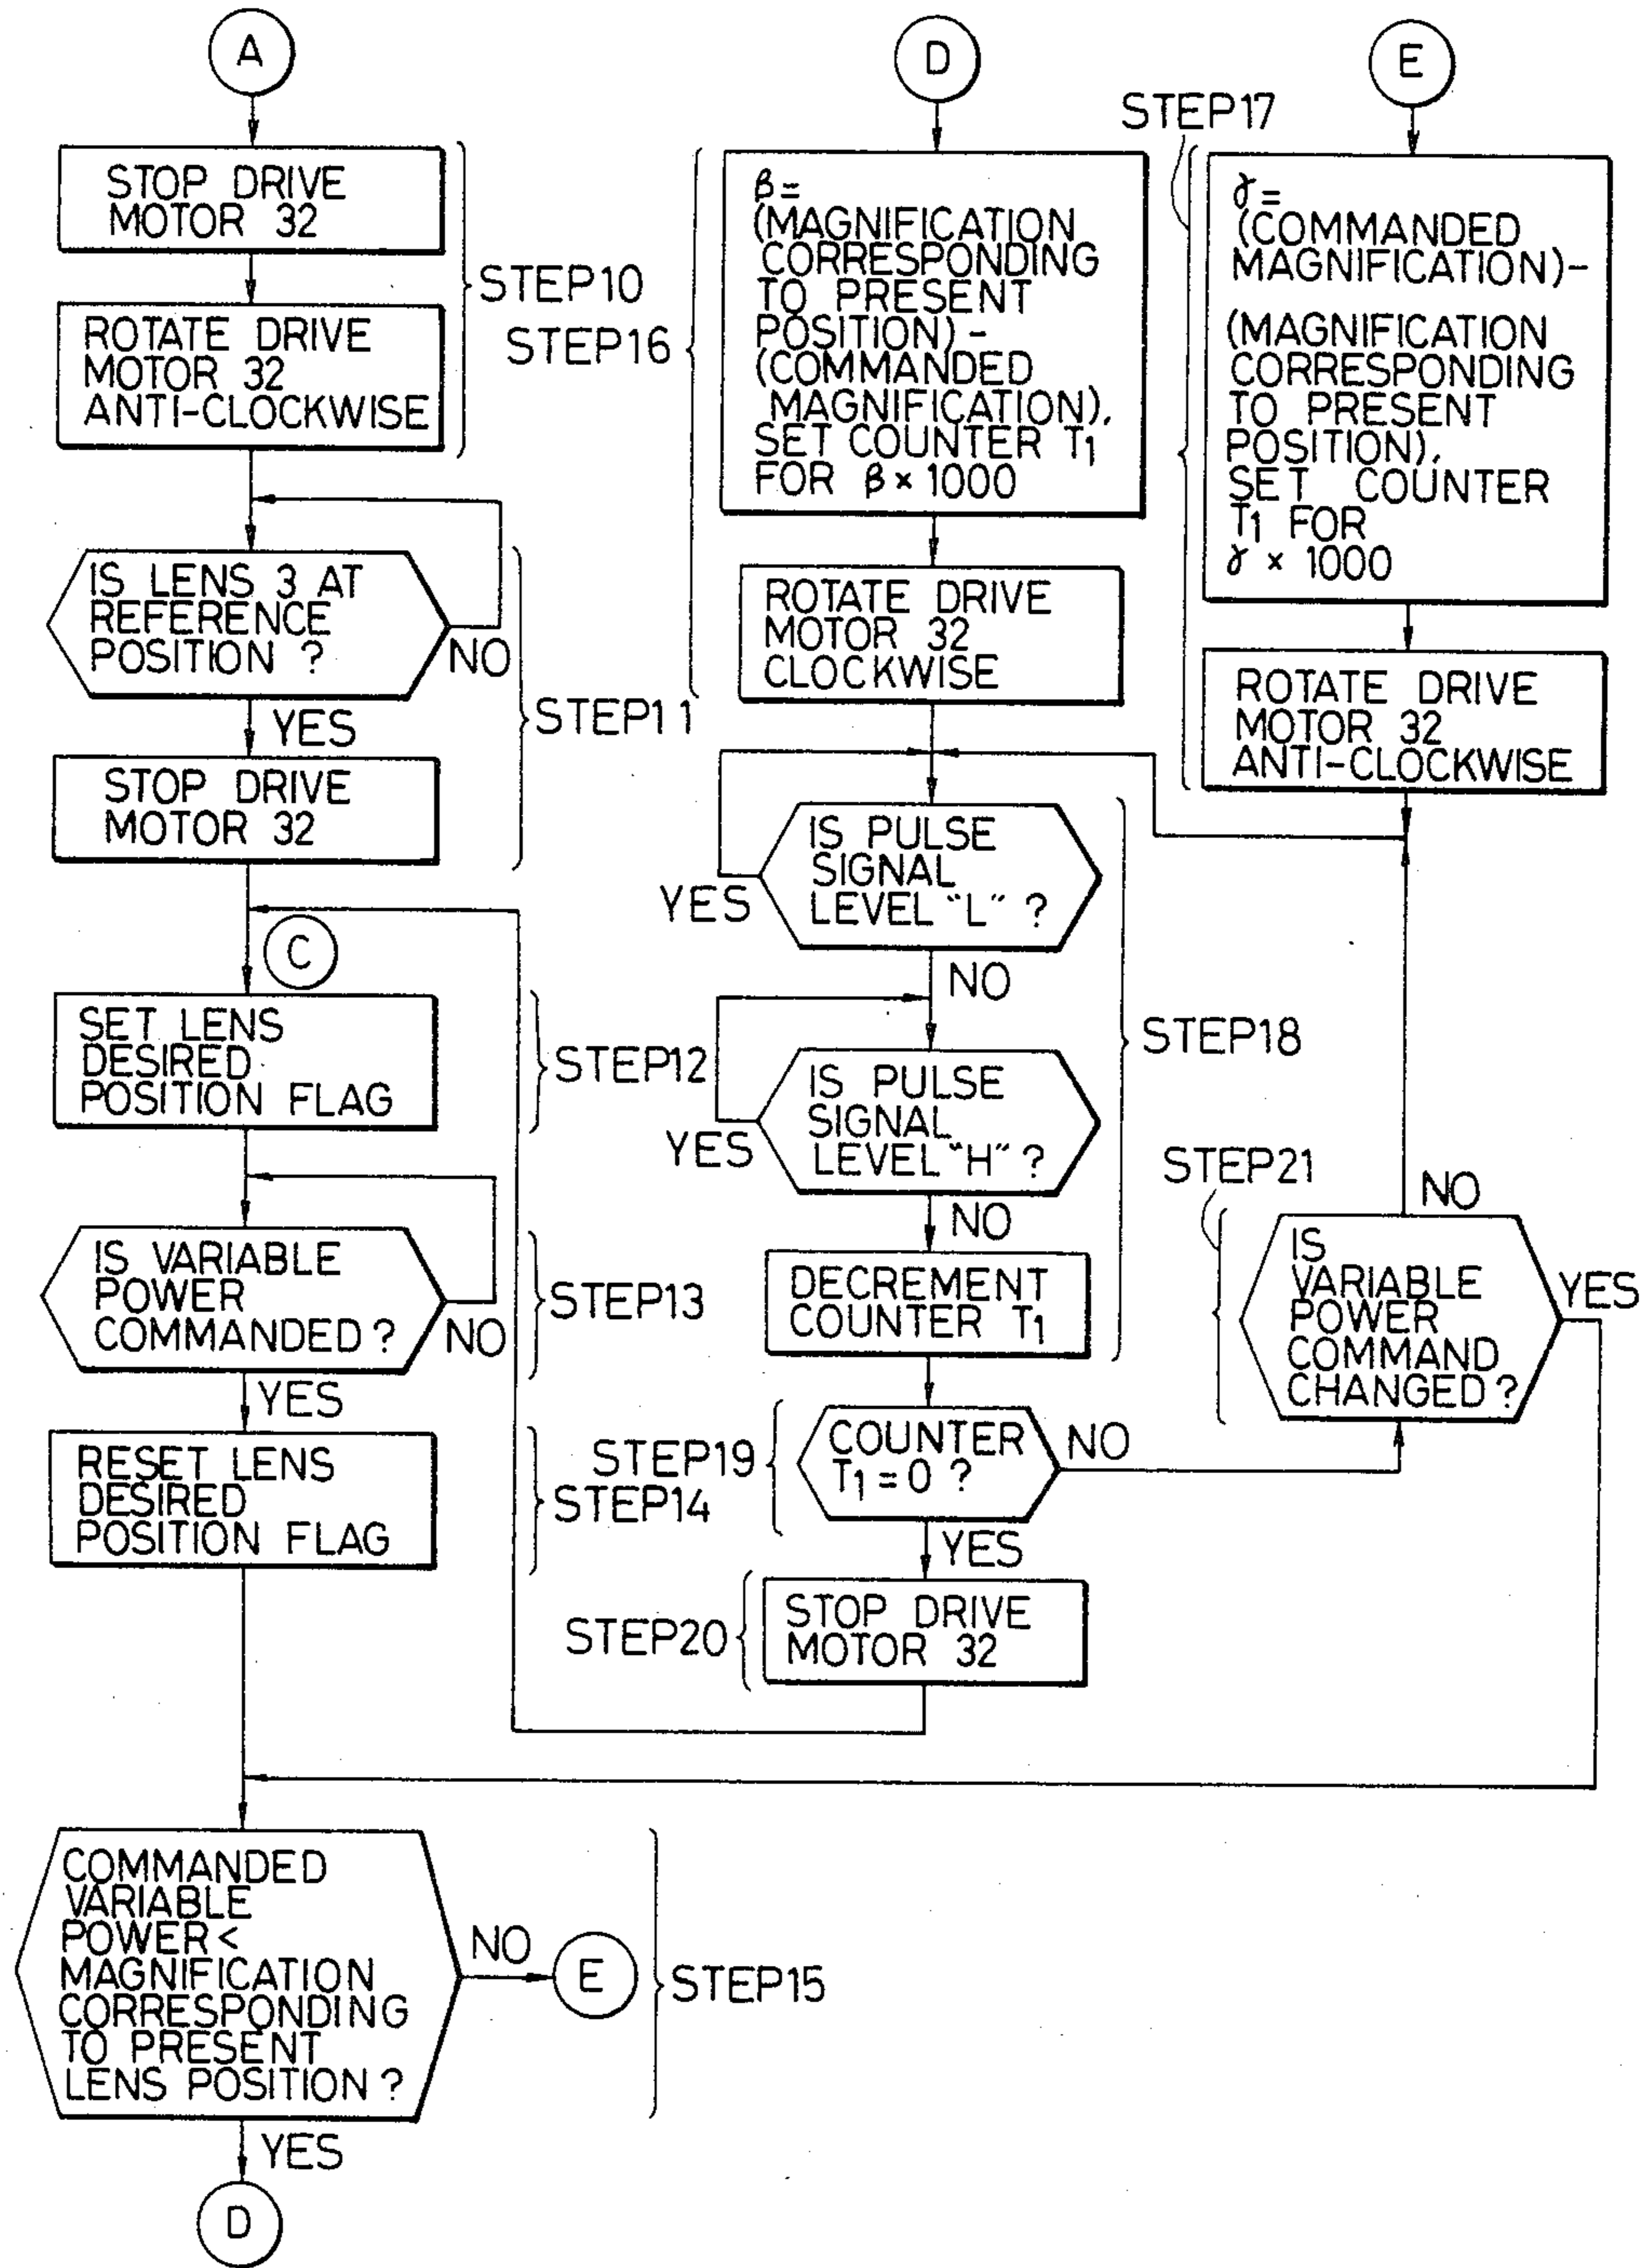 A
STOP DRIVE
MOTOR 32
ROTATE DRIVE
MOTOR 32
ANTI-CLOCKWISE
STEP10
IS LENS 3 AT
REFERENCE
POSITION ?
NO
YES
STOP DRIVE
MOTOR 32
STEP11
C
SET LENS
DESIRED
POSITION FLAG
STEP12
IS VARIABLE
POWER
COMMANDED ?
NO
STEP13
YES
RESET LENS
DESIRED
POSITION FLAG
STEP14
COMMANDED
VARIABLE
POWER <
MAGNIFICATION
CORRESPONDING
TO PRESENT
LENS POSITION ?
NO
E
STEP15
YES
D
D
STEP16
β=
(MAGNIFICATION
CORRESPONDING
TO PRESENT
POSITION) -
(COMMANDED
MAGNIFICATION),
SET COUNTER T1
FOR β × 1000
ROTATE DRIVE
MOTOR 32
CLOCKWISE
IS PULSE
SIGNAL
LEVEL "L" ?
YES
NO
IS PULSE
SIGNAL
LEVEL "H" ?
YES
NO
DECREMENT
COUNTER T1
STEP18
STEP19
COUNTER
T1 = 0 ?
NO
YES
STEP20
STOP DRIVE
MOTOR 32
E
STEP17
γ=
(COMMANDED
MAGNIFICATION)-
(MAGNIFICATION
CORRESPONDING
TO PRESENT
POSITION),
SET COUNTER
T1 FOR
γ × 1000
ROTATE DRIVE
MOTOR 32
ANTI-CLOCKWISE
STEP21
NO
IS
VARIABLE
POWER
COMMAND
CHANGED ?
YES